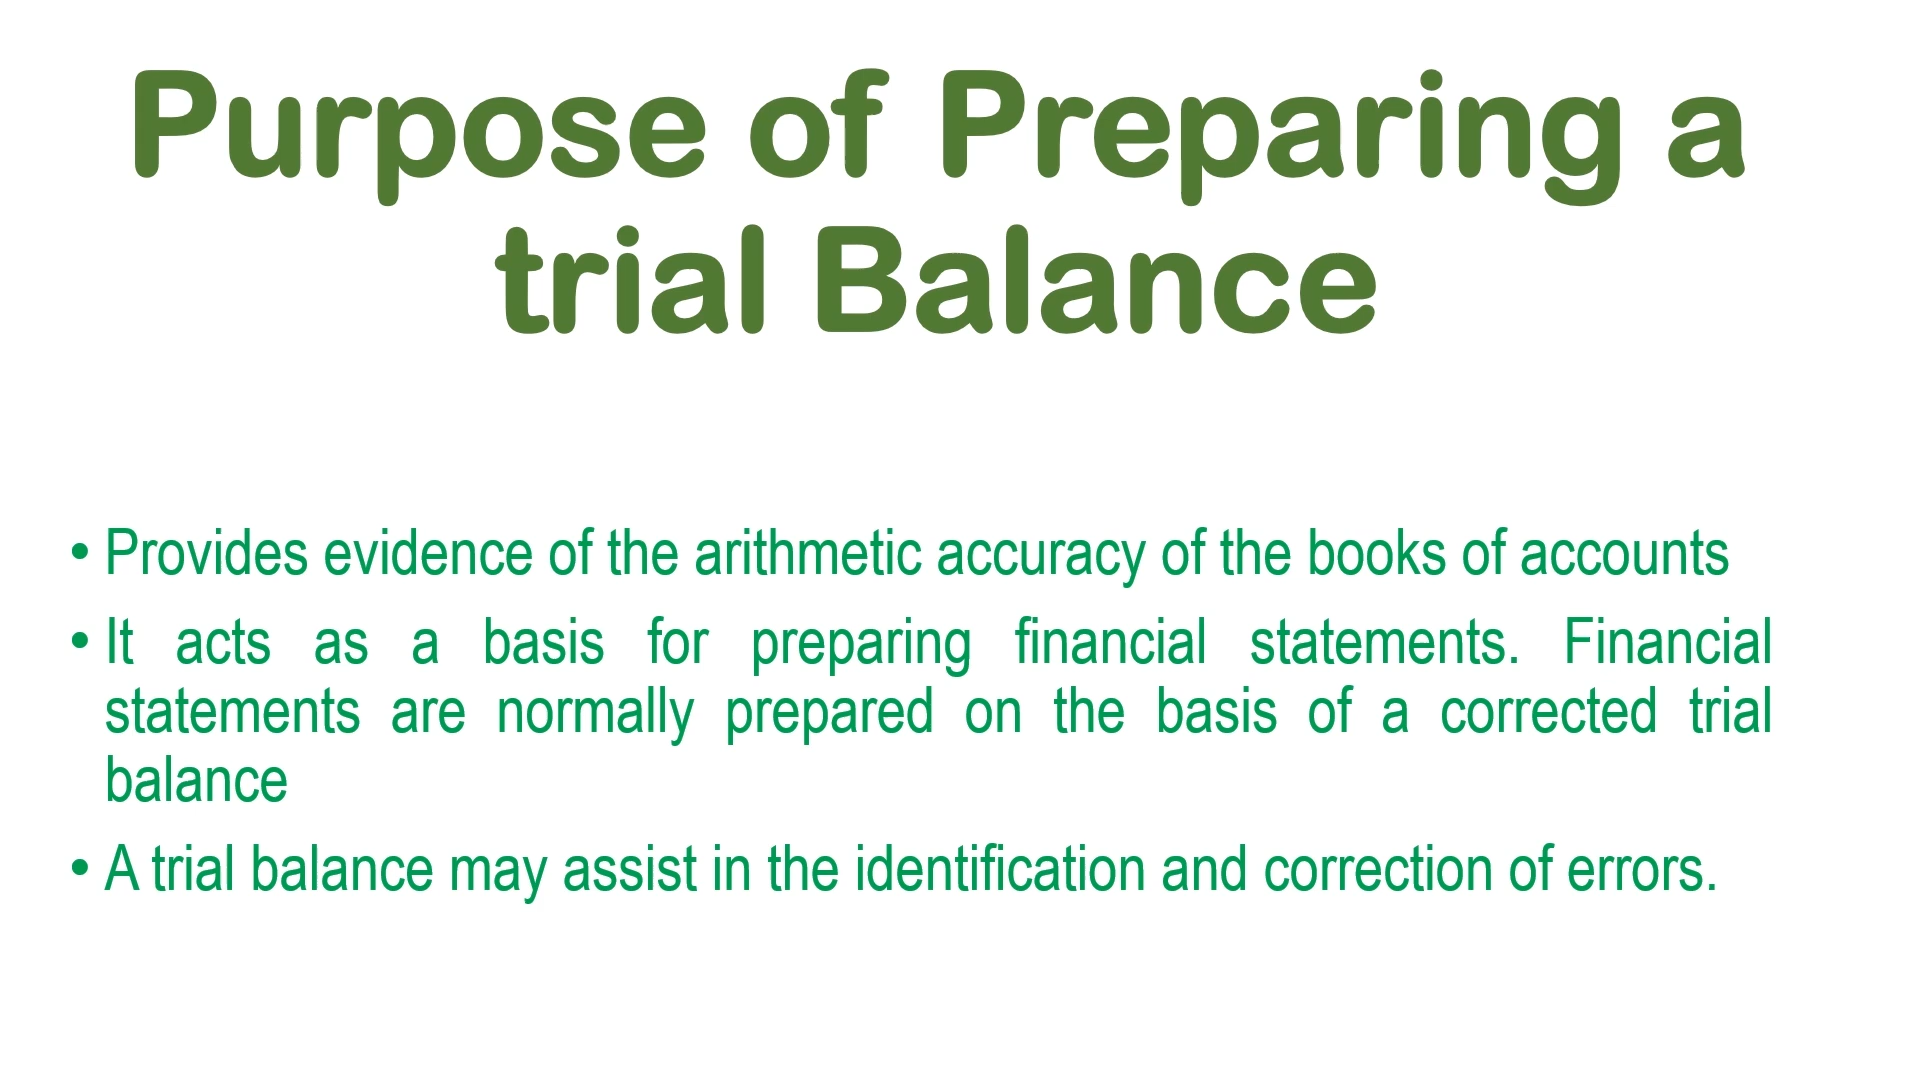 Purpose of Preparing a
trial Balance
• Provides evidence of the arithmetic accuracy of the books of accounts
• It acts as a basis for preparing financial statements. Financial
statements are normally prepared on the basis of a corrected trial
balance
• A trial balance may assist in the identification and correction of errors.